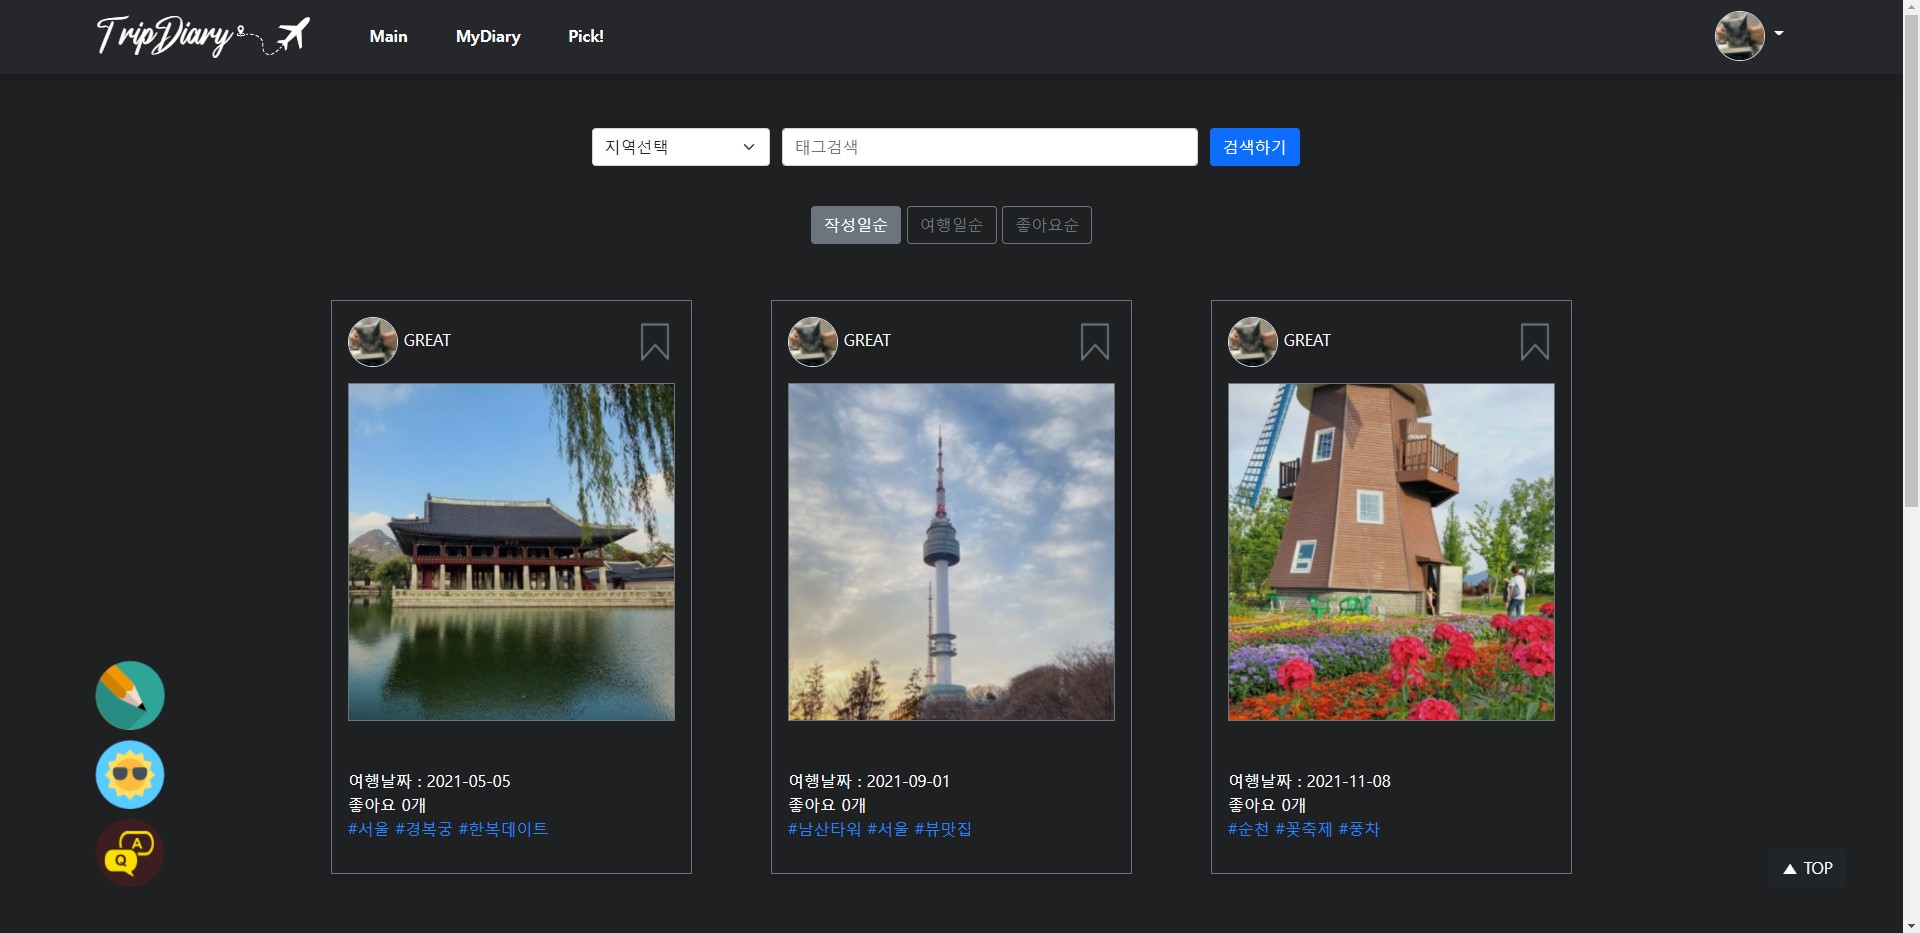 TripDiary
Main
MyDiary
Pick!
지역선택
태그검색
검색하기
작성일순
여행일순
좋아요순
GREAT
여행날짜 : 2021-05-05
좋아요 0개
#서울 #경복궁 #한복데이트
GREAT
여행날짜 : 2021-09-01
좋아요 0개
#남산타워 #서울 #뷰맛집
GREAT
여행날짜 : 2021-11-08
좋아요 0개
#순천 #꽃축제 #풍차
A
Q
▲ TOP